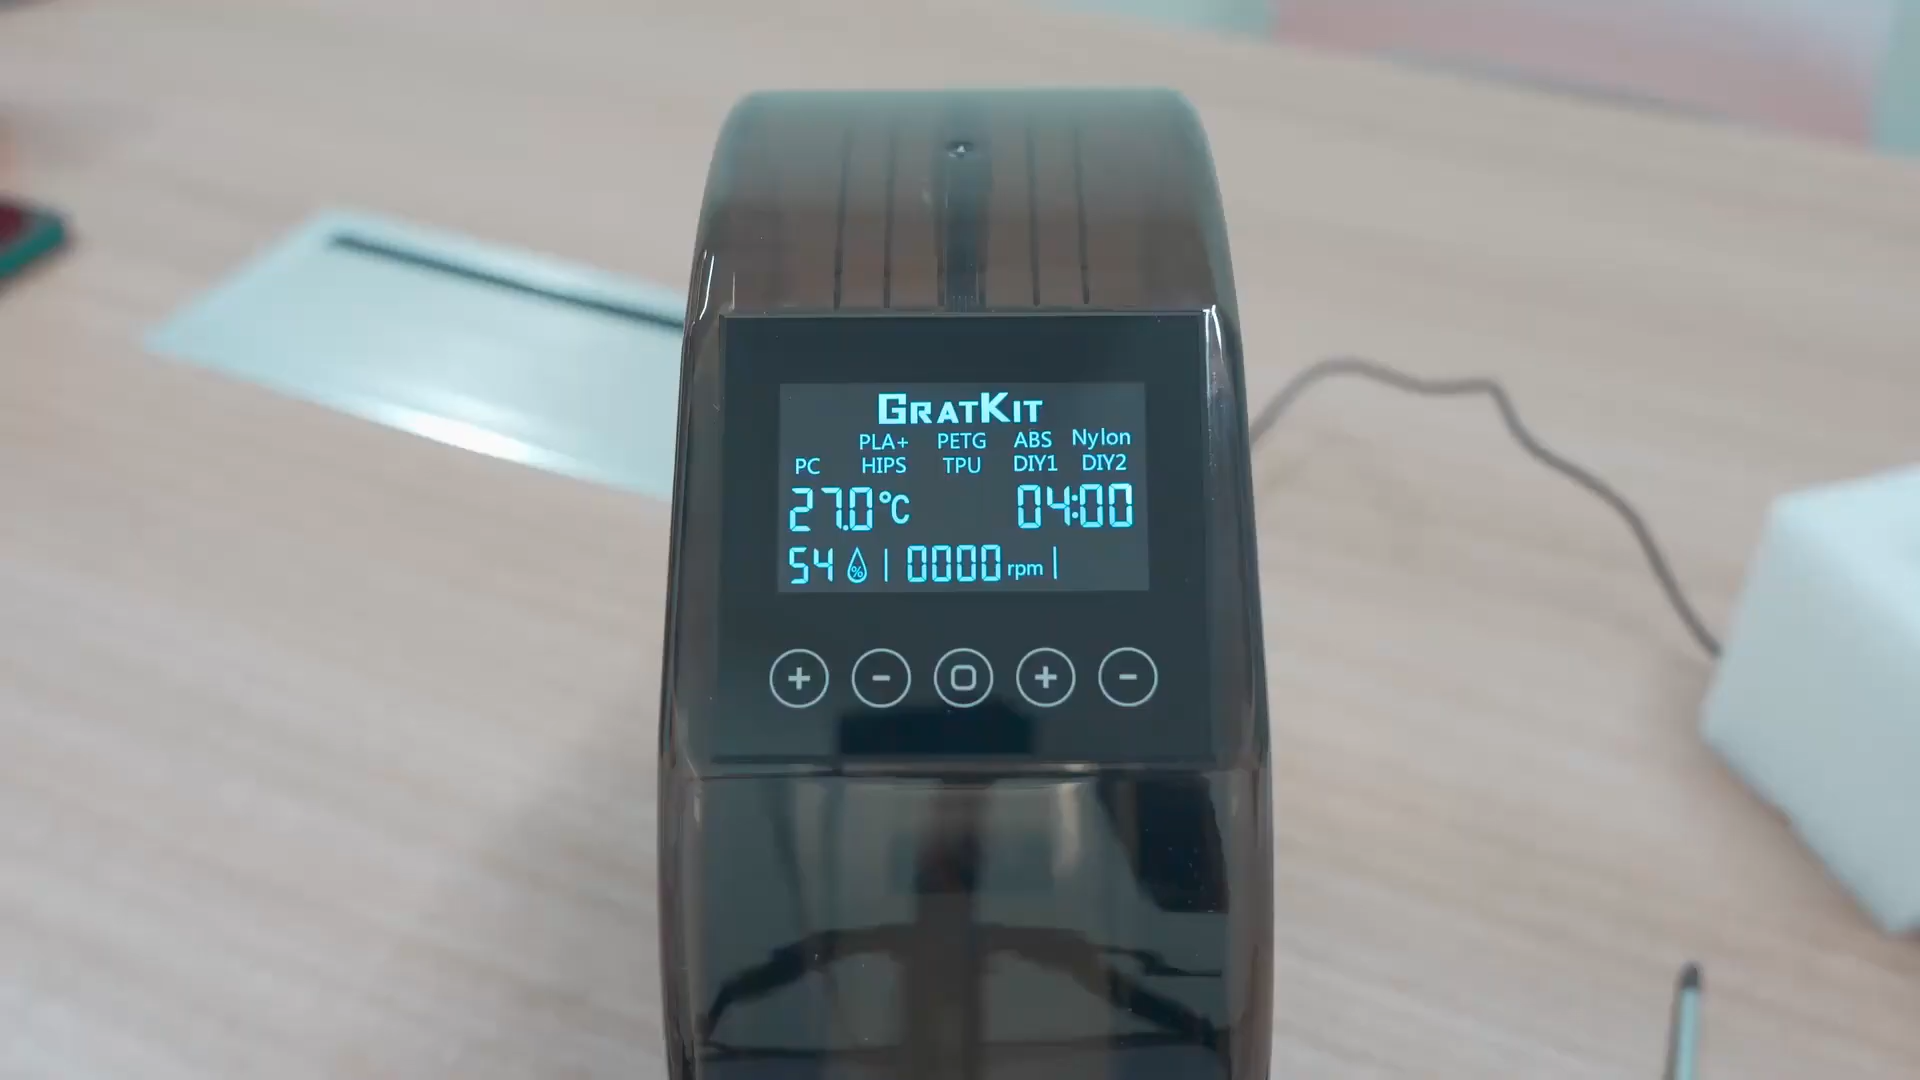 GRATKIT
PLA+ PETG ABS Nylon
PC HIPS TPU DIY1 DIY2
27.0°C 04:00
54 % | 0000 rpm |
+ - + -